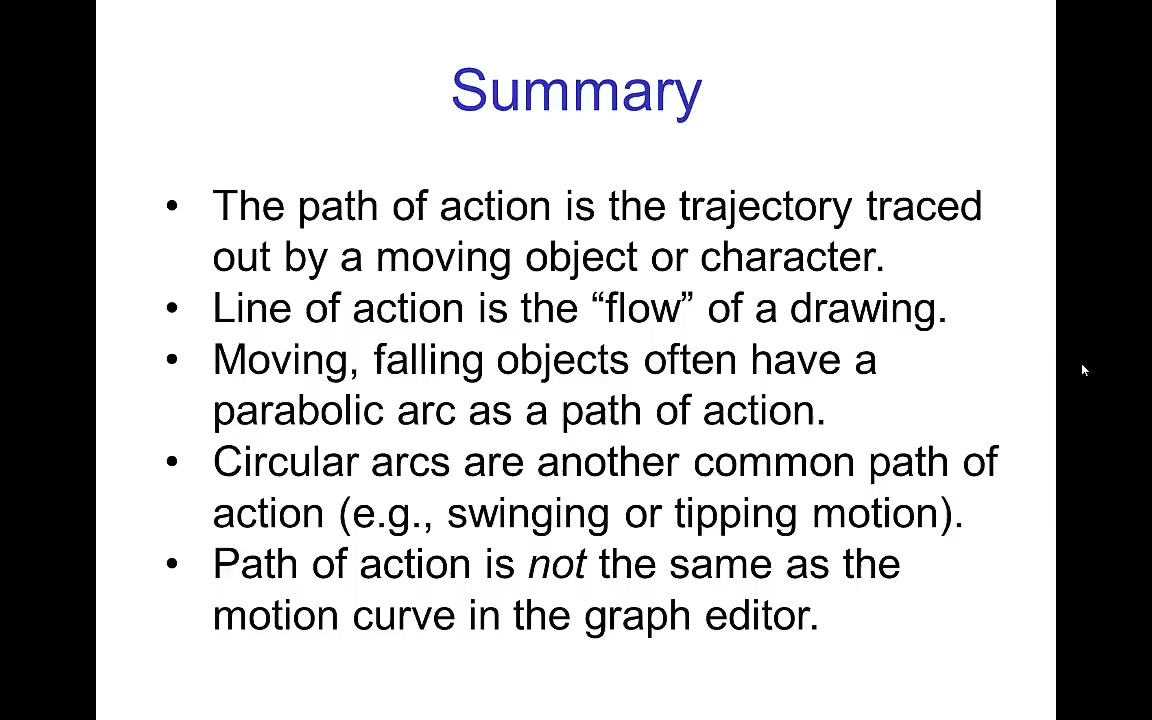 Summary
• The path of action is the trajectory traced
out by a moving object or character.
• Line of action is the “flow” of a drawing.
• Moving, falling objects often have a
parabolic arc as a path of action.
• Circular arcs are another common path of
action (e.g., swinging or tipping motion).
• Path of action is not the same as the
motion curve in the graph editor.